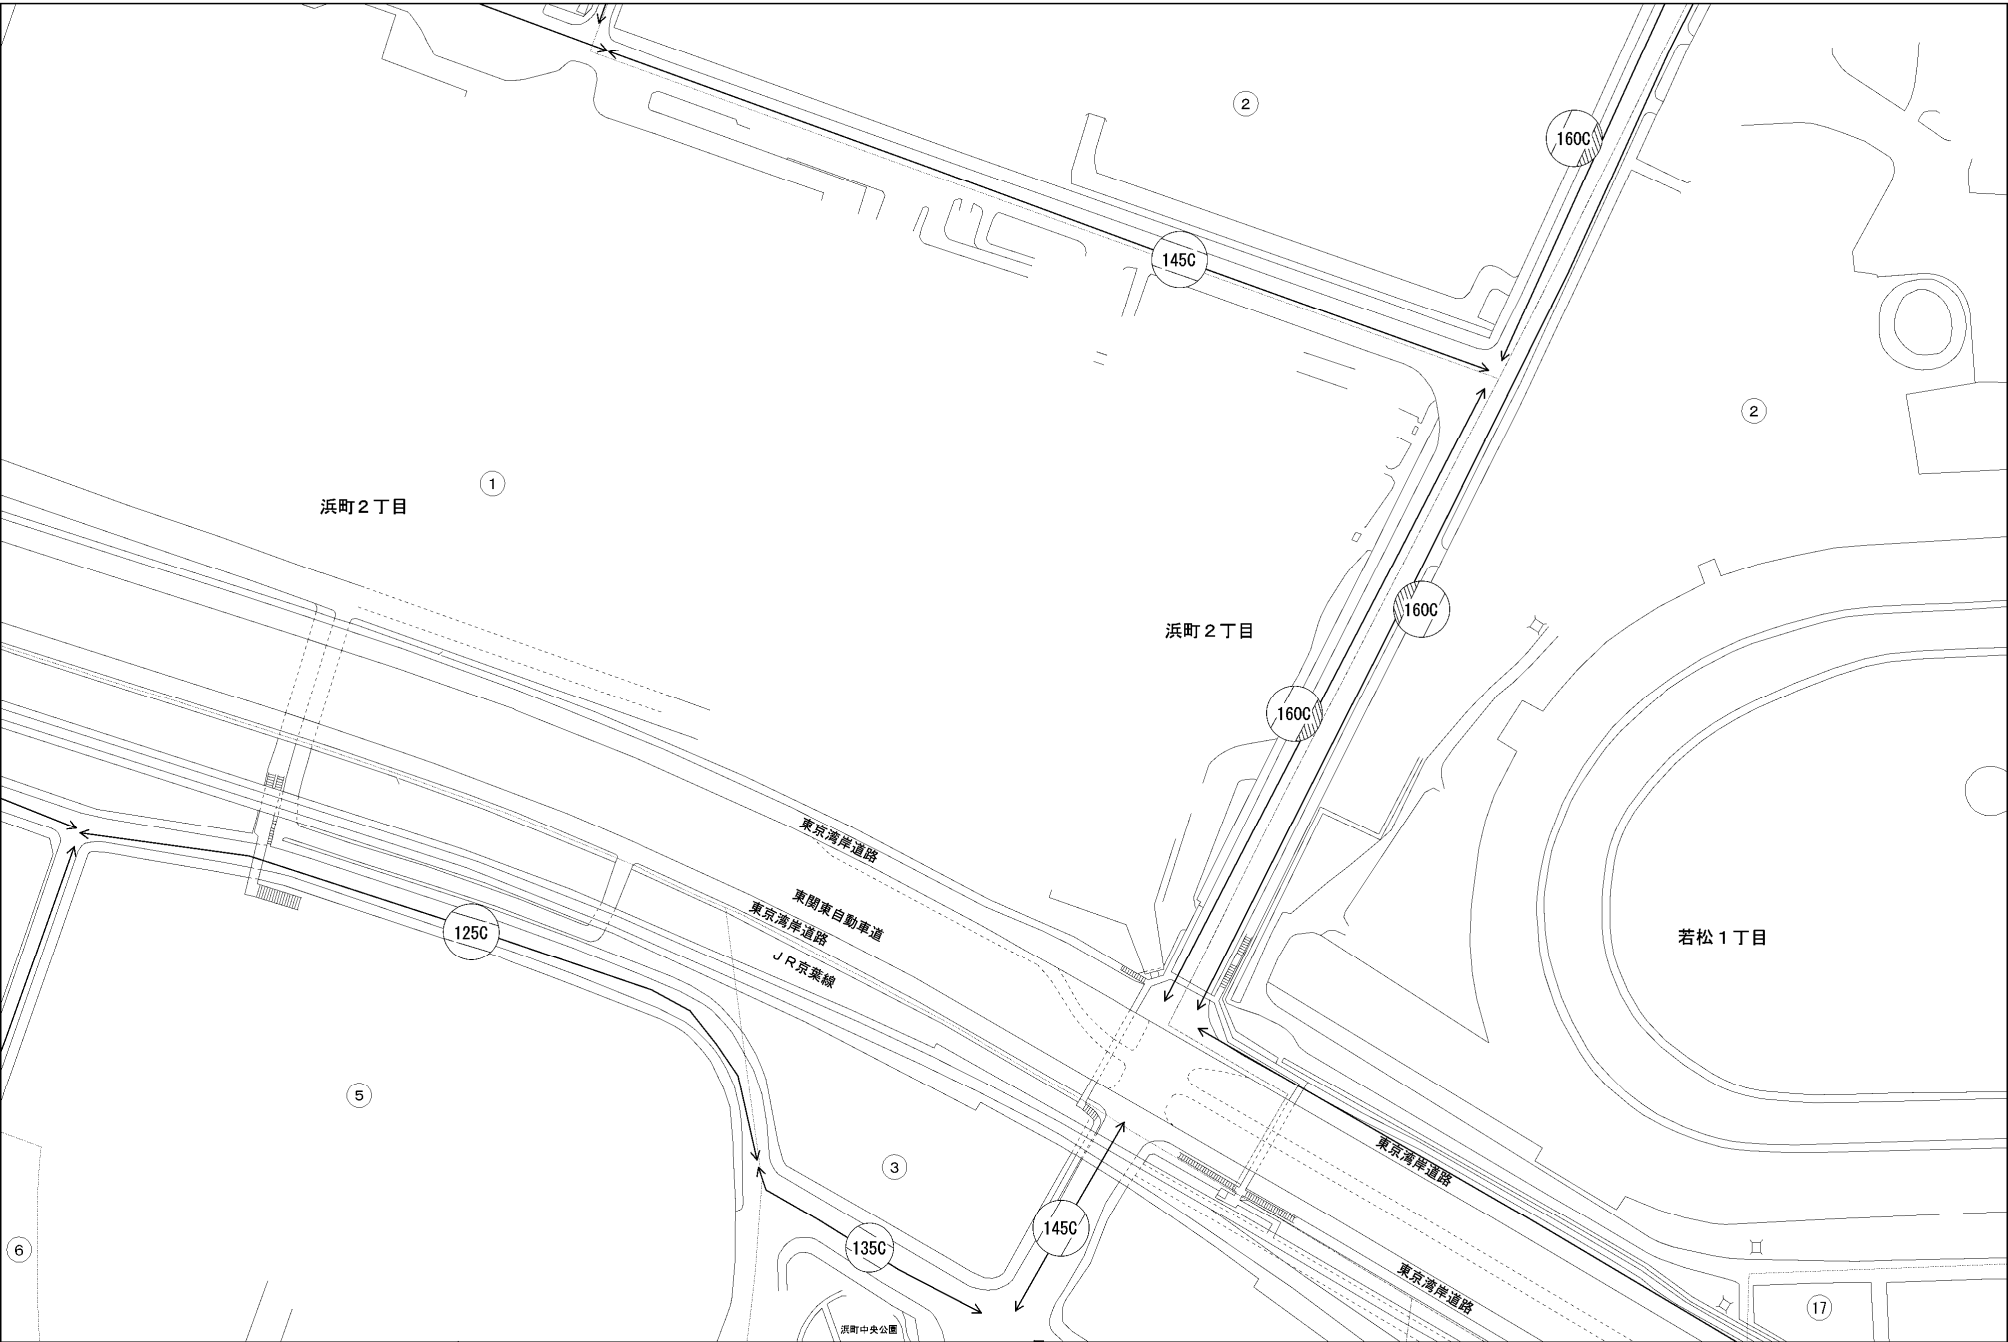 ②
160C
145C
②
①
浜町２丁目
160C
浜町２丁目
160C
東京湾岸道路
東関東自動車道
東京湾岸道路
ＪＲ京葉線
125C
若松１丁目
⑤
③
東京湾岸道路
145C
135C
⑥
東京湾岸道路
⑰
浜町中央公園